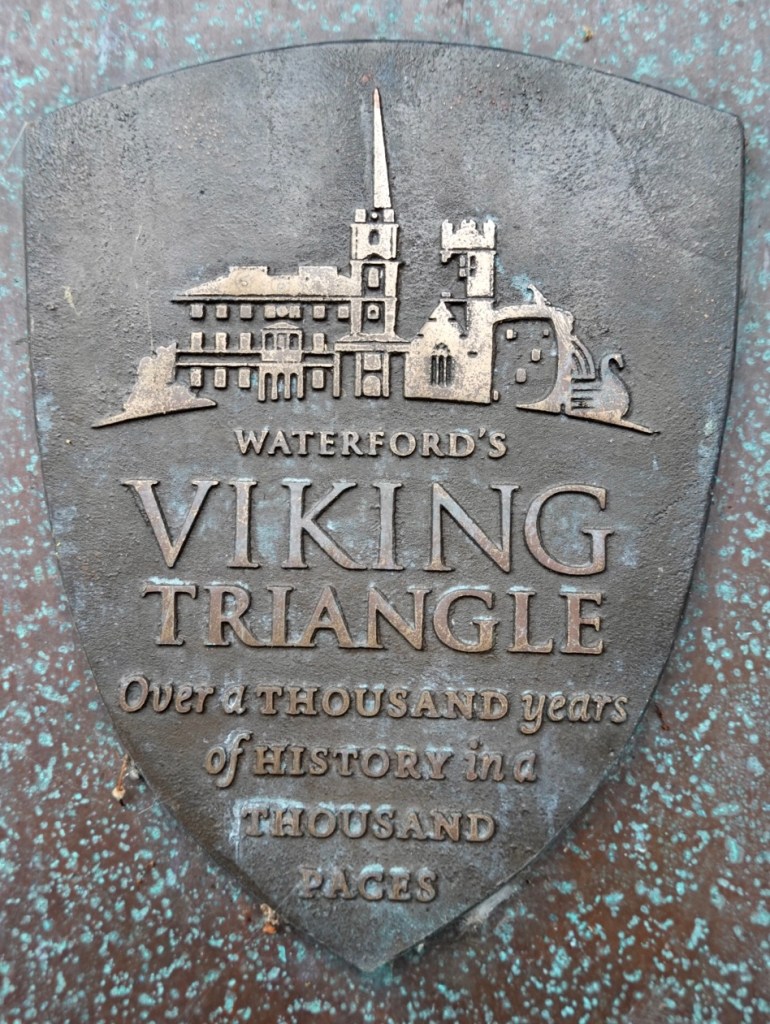 WATERFORD'S
VIKING
TRIANGLE
Over a THOUSAND years
of HISTORY in a
THOUSAND
PACES